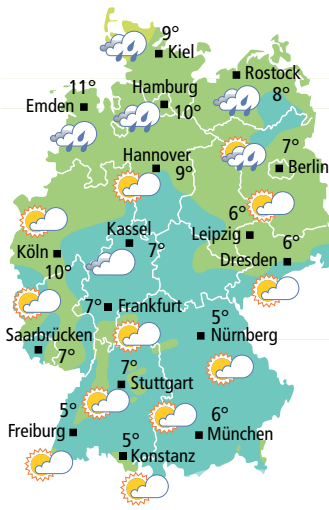 9°
Kiel
Rostock
8°
11°
Emden
Hamburg
10°
Hannover
9°
7°
Berlin
6°
Leipzig
Kassel
7°
Köln
10°
6°
Dresden
7° Frankfurt
5°
Nürnberg
Saarbrücken
7°
7°
Stuttgart
5°
Freiburg
6°
München
5°
Konstanz